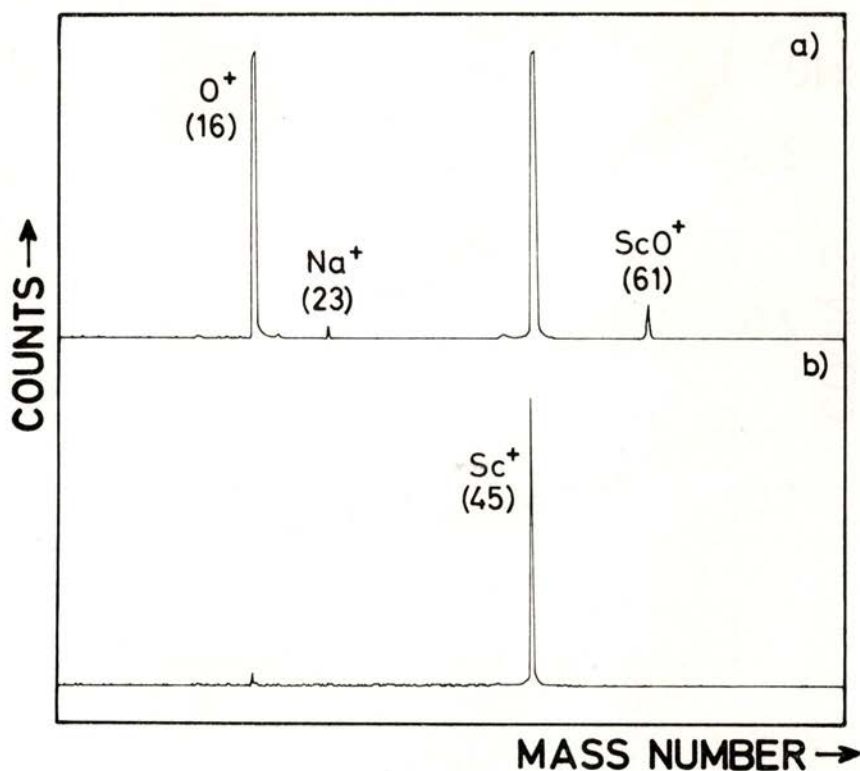 a)
O⁺
(16)
Na⁺
(23)
ScO⁺
(61)
b)
Sc⁺
(45)
COUNTS →
MASS NUMBER →